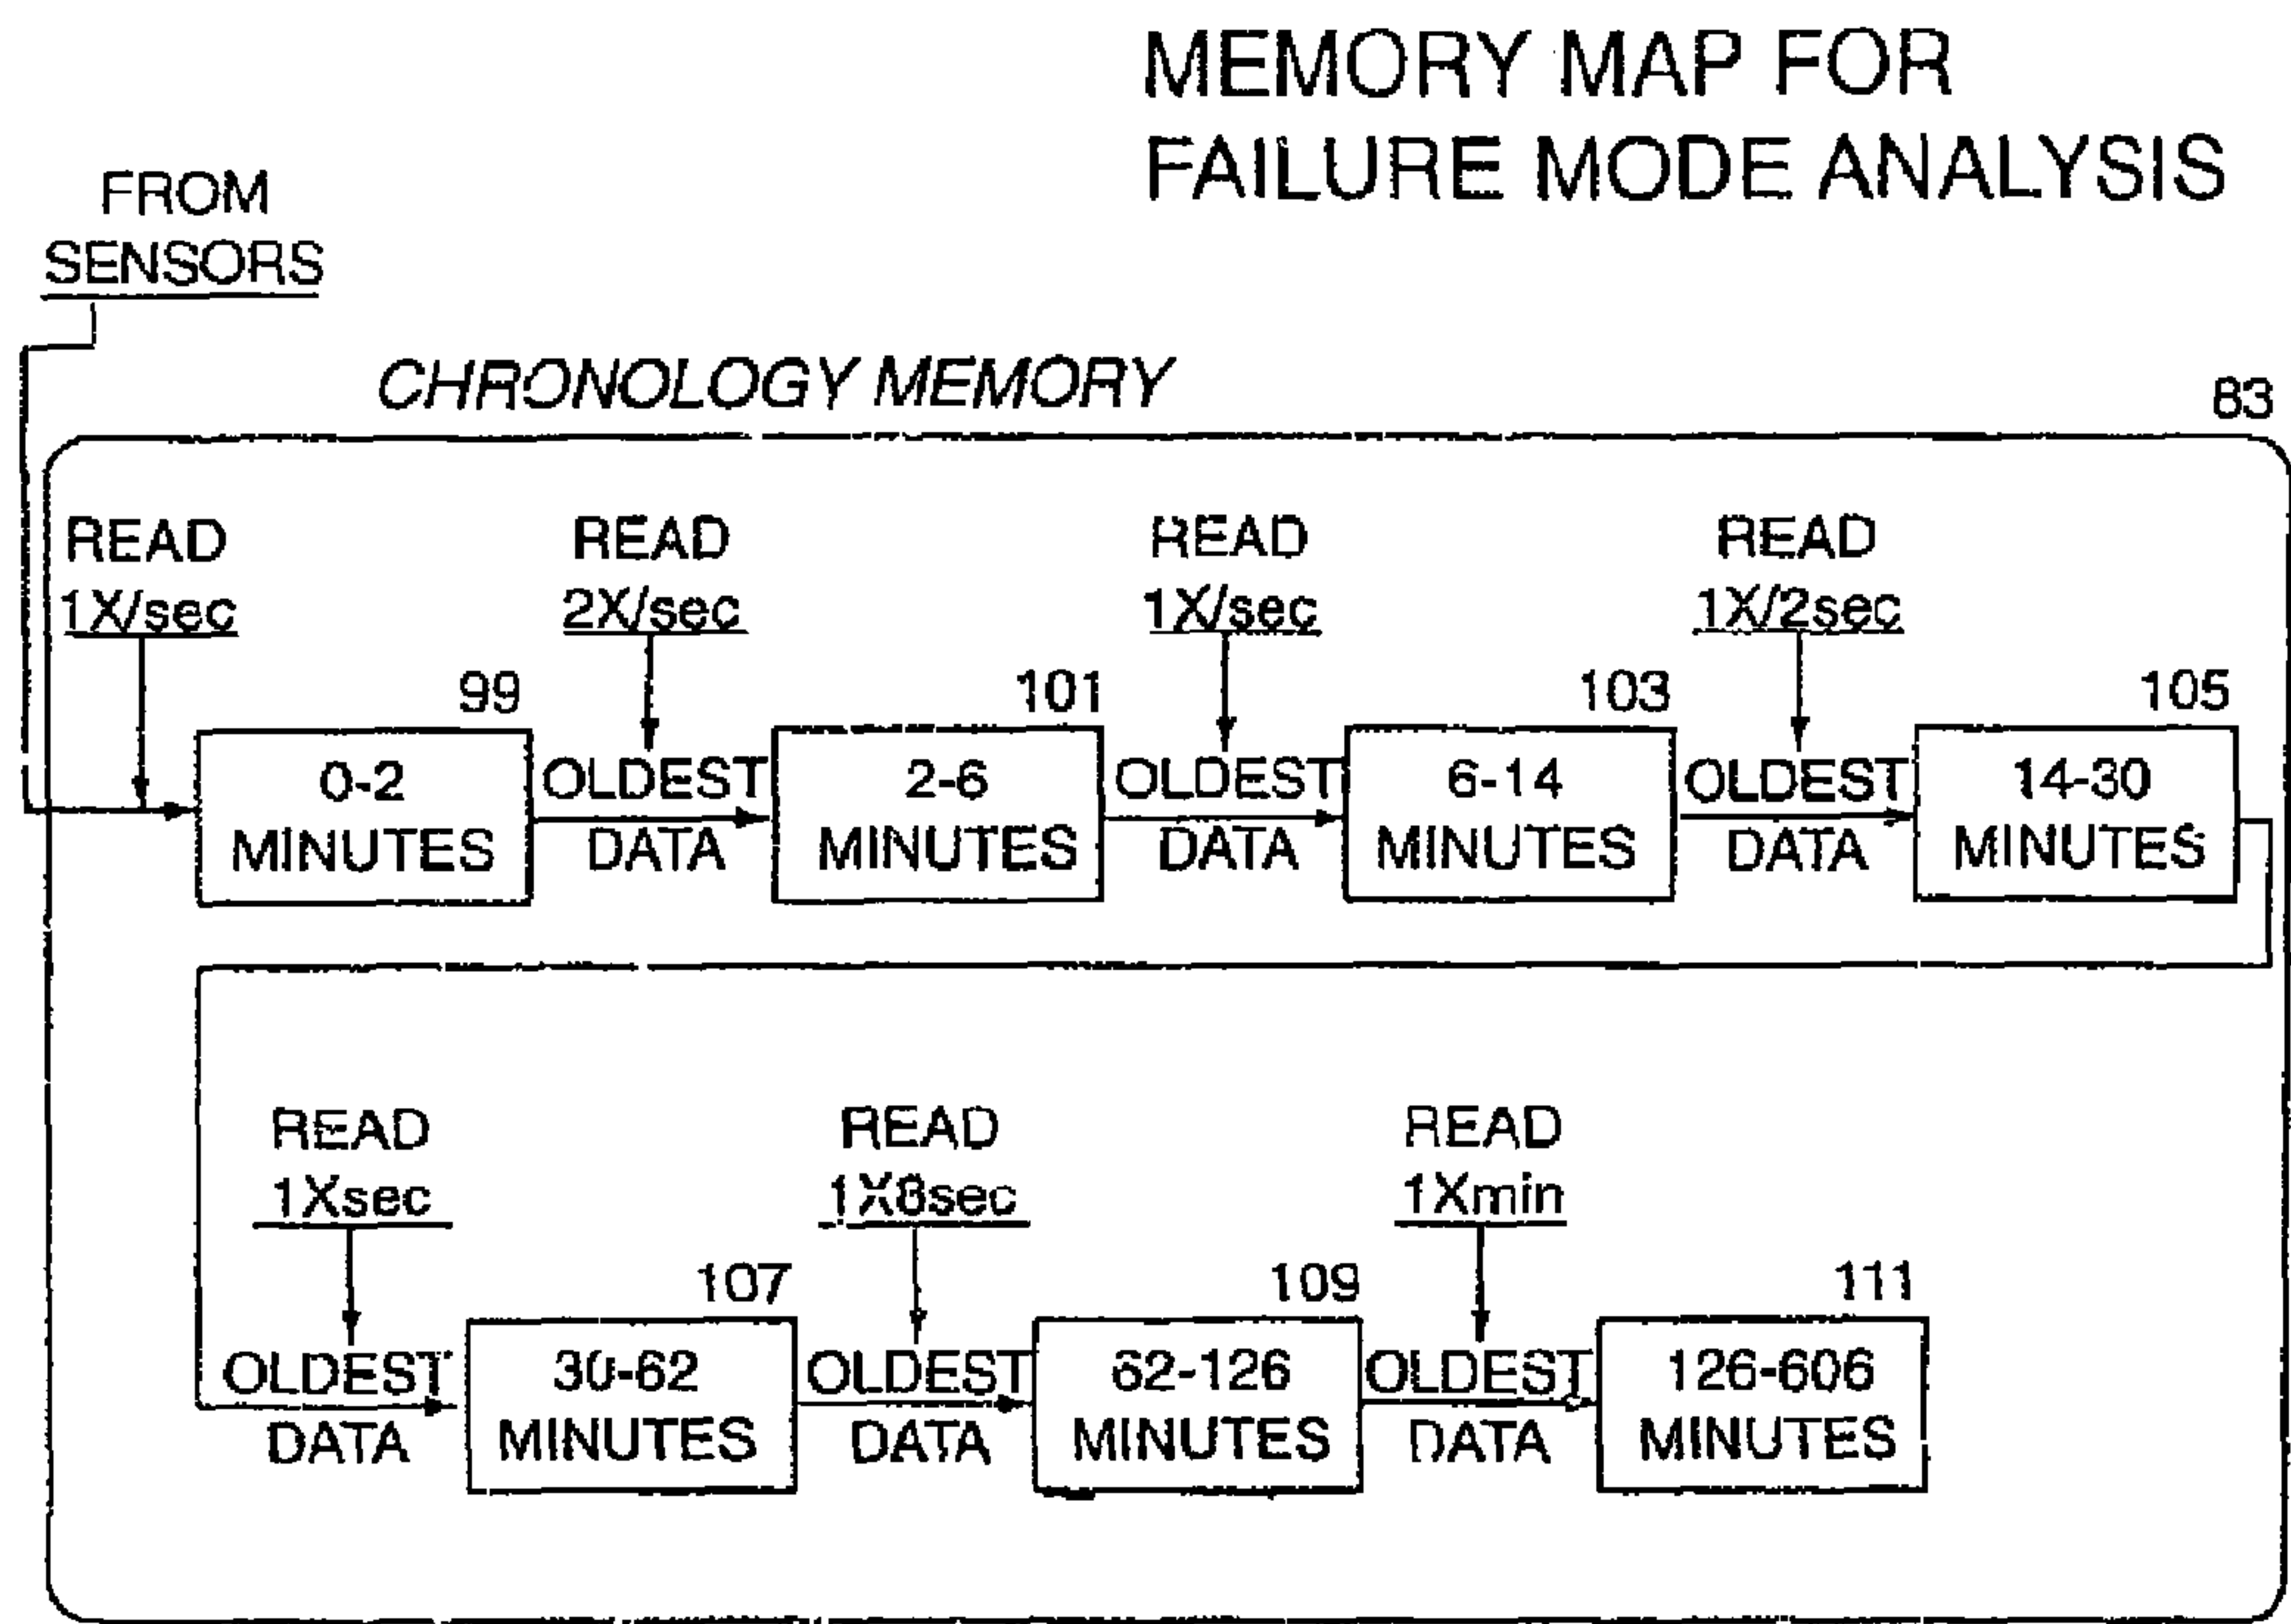 MEMORY MAP FOR
FAILURE MODE ANALYSIS
FROM
SENSORS
CHRONOLOGY MEMORY
83
READ READ READ READ
1X/sec 2X/sec 1X/sec 1X/2sec
99 101 103 105
0-2 OLDEST 2-6 OLDEST 6-14 OLDEST 14-30
MINUTES DATA MINUTES DATA MINUTES DATA MINUTES
READ READ READ
1Xsec 1X8sec 1Xmin
107 109 111
OLDEST 30-62 OLDEST 62-126 OLDEST 126-606
DATA MINUTES DATA MINUTES DATA MINUTES